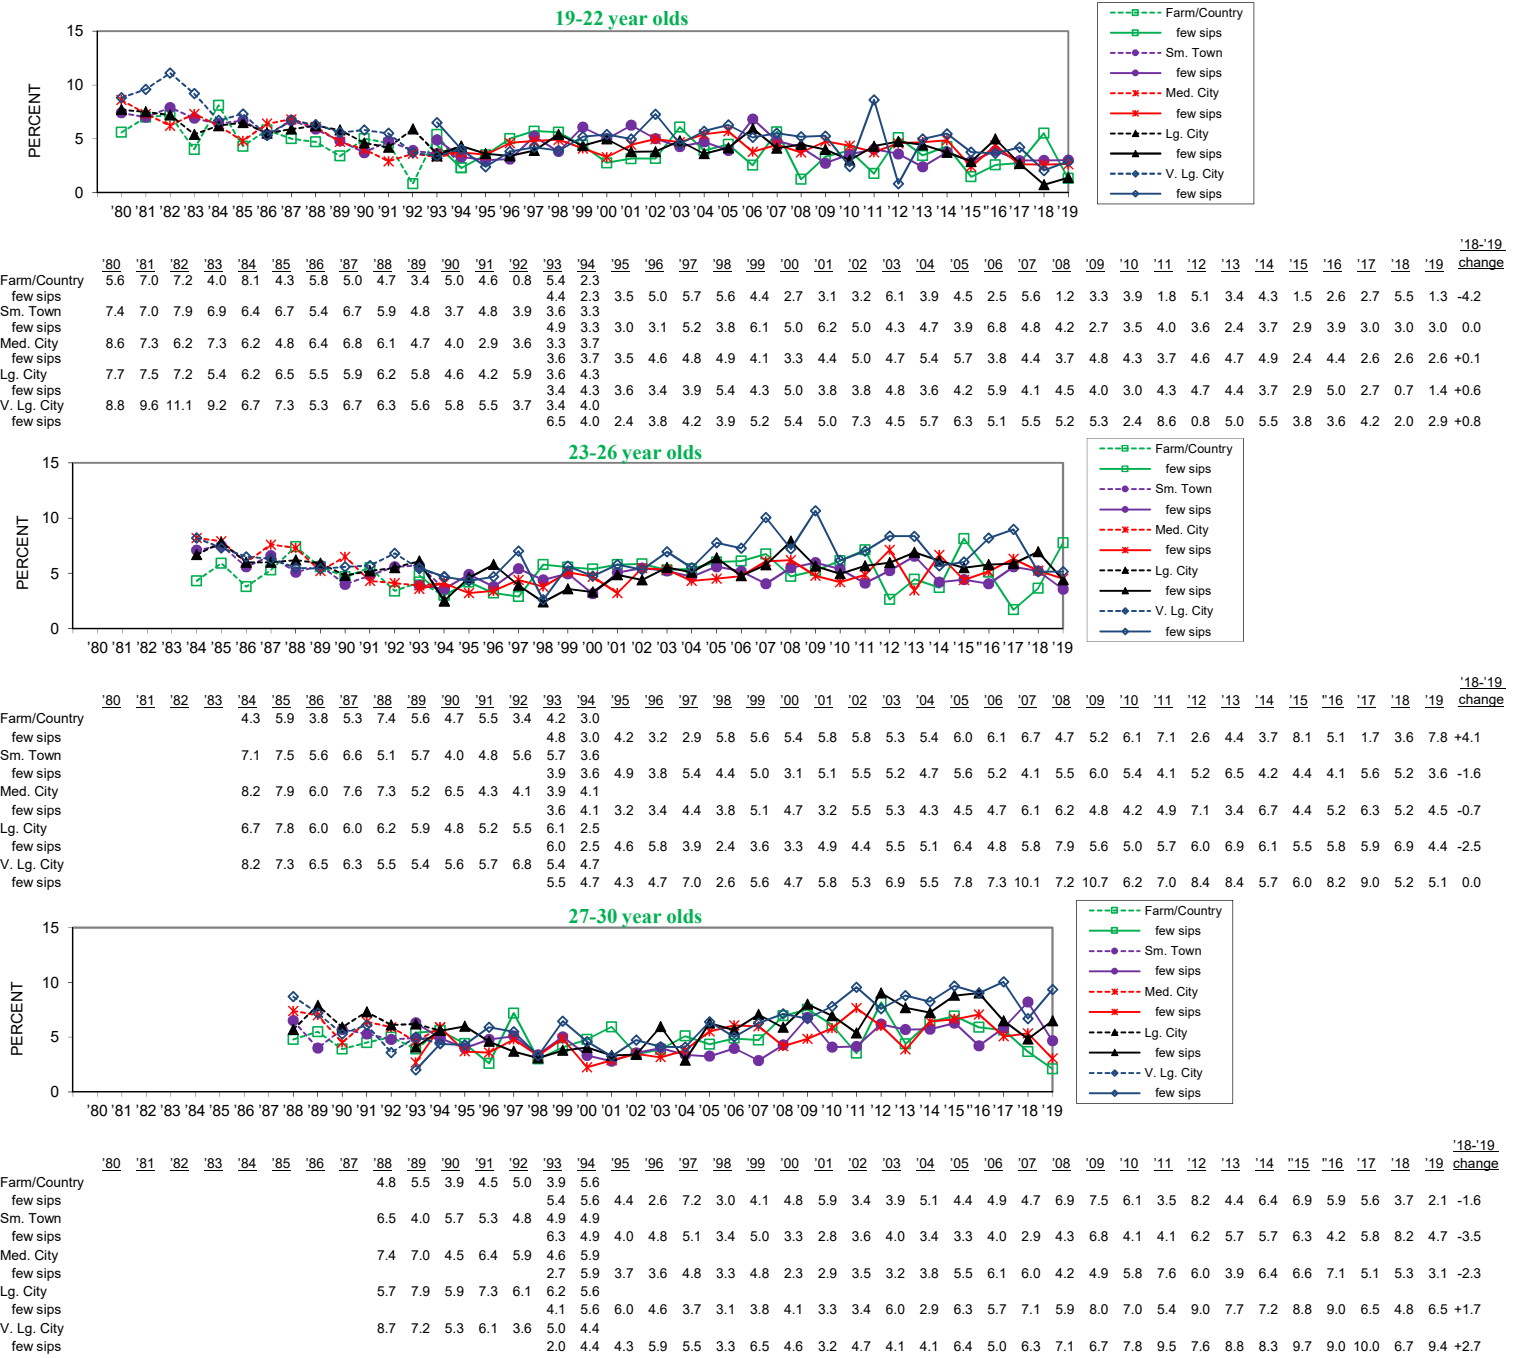 19-22 year olds
15
10
5
0
PERCENT
'80 '81 '82 '83 '84 '85 '86 '87 '88 '89 '90 '91 '92 '93 '94 '95 '96 '97 '98 '99 '00 '01 '02 '03 '04 '05 '06 '07 '08 '09 '10 '11 '12 '13 '14 '15 "16 '17 '18 '19
Farm/Country
few sips
Sm. Town
few sips
Med. City
few sips
Lg. City
few sips
V. Lg. City
few sips
'18-'19
'80 '81 '82 '83 '84 '85 '86 '87 '88 '89 '90 '91 '92 '93 '94 '95 '96 '97 '98 '99 '00 '01 '02 '03 '04 '05 '06 '07 '08 '09 '10 '11 '12 '13 '14 '15 '16 '17 '18 '19 change
Farm/Country 5.6 7.0 7.2 4.0 8.1 4.3 5.8 5.0 4.7 3.4 5.0 4.6 0.8 5.4 2.3
few sips 4.4 2.3 3.5 5.0 5.7 5.6 4.4 2.7 3.1 3.2 6.1 3.9 4.5 2.5 5.6 1.2 3.3 3.9 1.8 5.1 3.4 4.3 1.5 2.6 2.7 5.5 1.3 -4.2
Sm. Town 7.4 7.0 7.9 6.9 6.4 6.7 5.4 6.7 5.9 4.8 3.7 4.8 3.9 3.6 3.3
few sips 4.9 3.3 3.0 3.1 5.2 3.8 6.1 5.0 6.2 5.0 4.3 4.7 3.9 6.8 4.8 4.2 2.7 3.5 4.0 3.6 2.4 3.7 2.9 3.9 3.0 3.0 3.0 0.0
Med. City 8.6 7.3 6.2 7.3 6.2 4.8 6.4 6.8 6.1 4.7 4.0 2.9 3.6 3.3 3.7
few sips 3.6 3.7 3.5 4.6 4.8 4.9 4.1 3.3 4.4 5.0 4.7 5.4 5.7 3.8 4.4 3.7 4.8 4.3 3.7 4.6 4.7 4.9 2.4 4.4 2.6 2.6 2.6 +0.1
Lg. City 7.7 7.5 7.2 5.4 6.2 6.5 5.5 5.9 6.2 5.8 4.6 4.2 5.9 3.6 4.3
few sips 3.4 4.3 3.6 3.4 3.9 5.4 4.3 5.0 3.8 3.8 4.8 3.6 4.2 5.9 4.1 4.5 4.0 3.0 4.3 4.7 4.4 3.7 2.9 5.0 2.7 0.7 1.4 +0.6
V. Lg. City 8.8 9.6 11.1 9.2 6.7 7.3 5.3 6.7 6.3 5.6 5.8 5.5 3.7 3.4 4.0
few sips 6.5 4.0 2.4 3.8 4.2 3.9 5.2 5.4 5.0 7.3 4.5 5.7 6.3 5.1 5.5 5.2 5.3 2.4 8.6 0.8 5.0 5.5 3.8 3.6 4.2 2.0 2.9 +0.8
23-26 year olds
15
10
5
0
PERCENT
'80 '81 '82 '83 '84 '85 '86 '87 '88 '89 '90 '91 '92 '93 '94 '95 '96 '97 '98 '99 '00 '01 '02 '03 '04 '05 '06 '07 '08 '09 '10 '11 '12 '13 '14 '15 "16 '17 '18 '19
Farm/Country
few sips
Sm. Town
few sips
Med. City
few sips
Lg. City
few sips
V. Lg. City
few sips
'18-'19
'80 '81 '82 '83 '84 '85 '86 '87 '88 '89 '90 '91 '92 '93 '94 '95 '96 '97 '98 '99 '00 '01 '02 '03 '04 '05 '06 '07 '08 '09 '10 '11 '12 '13 '14 '15 "16 '17 '18 '19 change
Farm/Country 4.3 5.9 3.8 5.3 7.4 5.6 4.7 5.5 3.4 4.2 3.0
few sips 4.8 3.0 4.2 3.2 2.9 5.8 5.6 5.4 5.8 5.8 5.3 5.4 6.0 6.1 6.7 4.7 5.2 6.1 7.1 2.6 4.4 3.7 8.1 5.1 1.7 3.6 7.8 +4.1
Sm. Town 7.1 7.5 5.6 6.6 5.1 5.7 4.0 4.8 5.6 5.7 3.6
few sips 3.9 3.6 4.9 3.8 5.4 4.4 5.0 3.1 5.1 5.5 5.2 4.7 5.6 5.2 4.1 5.5 6.0 5.4 4.1 5.2 6.5 4.2 4.4 4.1 5.6 5.2 3.6 -1.6
Med. City 8.2 7.9 6.0 7.6 7.3 5.2 6.5 4.3 4.1 3.9 4.1
few sips 3.6 4.1 3.2 3.4 4.4 3.8 5.1 4.7 3.2 5.5 5.3 4.3 4.5 4.7 6.1 6.2 4.8 4.2 4.9 7.1 3.4 6.7 4.4 5.2 6.3 5.2 4.5 -0.7
Lg. City 6.7 7.8 6.0 6.0 6.2 5.9 4.8 5.2 5.5 6.1 2.5
few sips 6.0 2.5 4.6 5.8 3.9 2.4 3.6 3.3 4.9 4.4 5.5 5.1 6.4 4.8 5.8 7.9 5.6 5.0 5.7 6.0 6.9 6.1 5.5 5.8 5.9 6.9 4.4 -2.5
V. Lg. City 8.2 7.3 6.5 6.3 5.5 5.4 5.6 5.7 6.8 5.4 4.7
few sips 5.5 4.7 4.3 4.7 7.0 2.6 5.6 4.7 5.8 5.3 6.9 5.5 7.8 7.3 10.1 7.2 10.7 6.2 7.0 8.4 8.4 5.7 6.0 8.2 9.0 5.2 5.1 0.0
27-30 year olds
15
10
5
0
PERCENT
'80 '81 '82 '83 '84 '85 '86 '87 '88 '89 '90 '91 '92 '93 '94 '95 '96 '97 '98 '99 '00 '01 '02 '03 '04 '05 '06 '07 '08 '09 '10 '11 '12 '13 '14 '15 "16 '17 '18 '19
Farm/Country
few sips
Sm. Town
few sips
Med. City
few sips
Lg. City
few sips
V. Lg. City
few sips
'18-'19
'80 '81 '82 '83 '84 '85 '86 '87 '88 '89 '90 '91 '92 '93 '94 '95 '96 '97 '98 '99 '00 '01 '02 '03 '04 '05 '06 '07 '08 '09 '10 '11 '12 '13 '14 "15 "16 '17 '18 '19 change
Farm/Country 4.8 5.5 3.9 4.5 5.0 3.9 5.6
few sips 5.4 5.6 4.4 2.6 7.2 3.0 4.1 4.8 5.9 3.4 3.9 5.1 4.4 4.9 4.7 6.9 7.5 6.1 3.5 8.2 4.4 6.4 6.9 5.9 5.6 3.7 2.1 -1.6
Sm. Town 6.5 4.0 5.7 5.3 4.8 4.9 4.9
few sips 6.3 4.9 4.0 4.8 5.1 3.4 5.0 3.3 2.8 3.6 4.0 3.4 3.3 4.0 2.9 4.3 6.8 4.1 4.1 6.2 5.7 5.7 6.3 4.2 5.8 8.2 4.7 -3.5
Med. City 7.4 7.0 4.5 6.4 5.9 4.6 5.9
few sips 2.7 5.9 3.7 3.6 4.8 3.3 4.8 2.3 2.9 3.5 3.2 3.8 5.5 6.1 6.0 4.2 4.9 5.8 7.6 6.0 3.9 6.4 6.6 7.1 5.1 5.3 3.1 -2.3
Lg. City 5.7 7.9 5.9 7.3 6.1 6.2 5.6
few sips 4.1 5.6 6.0 4.6 3.7 3.1 3.8 4.1 3.3 3.4 6.0 2.9 6.3 5.7 7.1 5.9 8.0 7.0 5.4 9.0 7.7 7.2 8.8 9.0 6.5 4.8 6.5 +1.7
V. Lg. City 8.7 7.2 5.3 6.1 3.6 5.0 4.4
few sips 2.0 4.4 4.3 5.9 5.5 3.3 6.5 4.6 3.2 4.7 4.1 4.1 6.4 5.0 6.3 7.1 6.7 7.8 9.5 7.6 8.8 8.3 9.7 9.0 10.0 6.7 9.4 +2.7